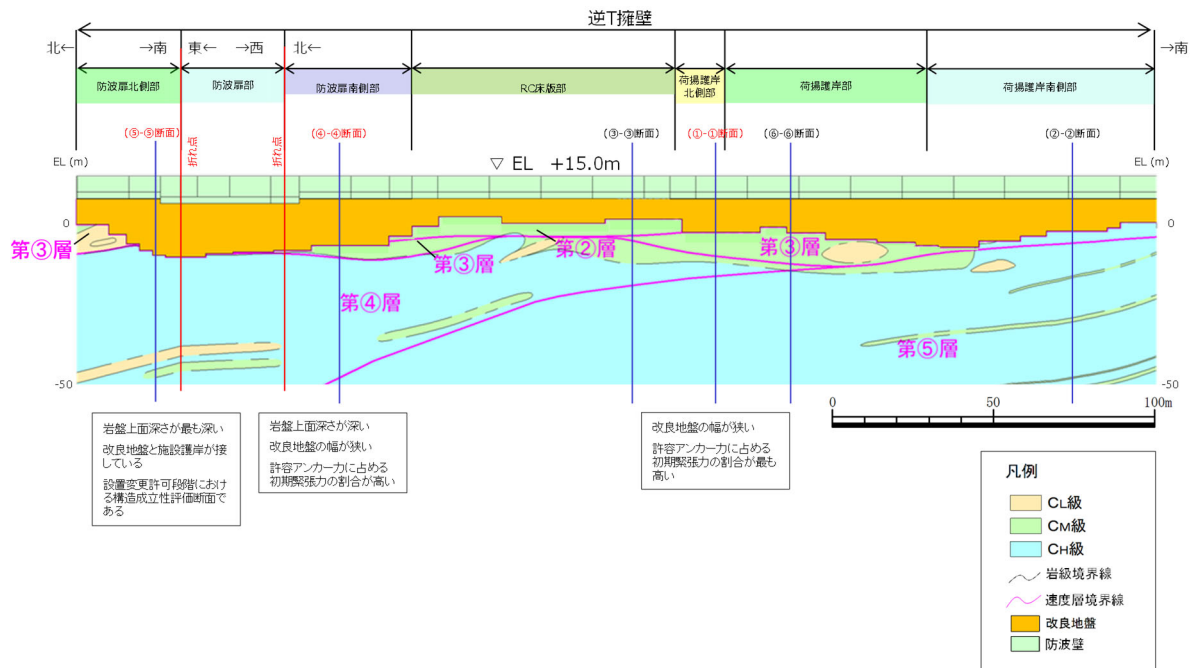 逆T擁壁
北← →南 東← →西 北← →南
防波扉北側部 防波扉部 防波扉南側部 RC床版部 荷揚護岸北側部 荷揚護岸部 荷揚護岸南側部
(⑤-⑤断面) 折れ点 折れ点 (④-④断面) (③-③断面) (①-①断面) (⑥-⑥断面) (②-②断面)
EL (m) ▽ EL +15.0m EL (m)
0 0
第③層 第③層 第②層 第③層
第④層
第⑤層
-50 -50
0 50 100m
岩盤上面深さが最も深い
改良地盤と施設護岸が接
している
設置変更許可段階におけ
る構造成立性評価断面で
ある
岩盤上面深さが深い
改良地盤の幅が狭い
許容アンカー力に占める
初期緊張力の割合が高い
改良地盤の幅が狭い
許容アンカー力に占める
初期緊張力の割合が最も
高い
凡例
CL級
CM級
CH級
岩級境界線
速度層境界線
改良地盤
防波壁